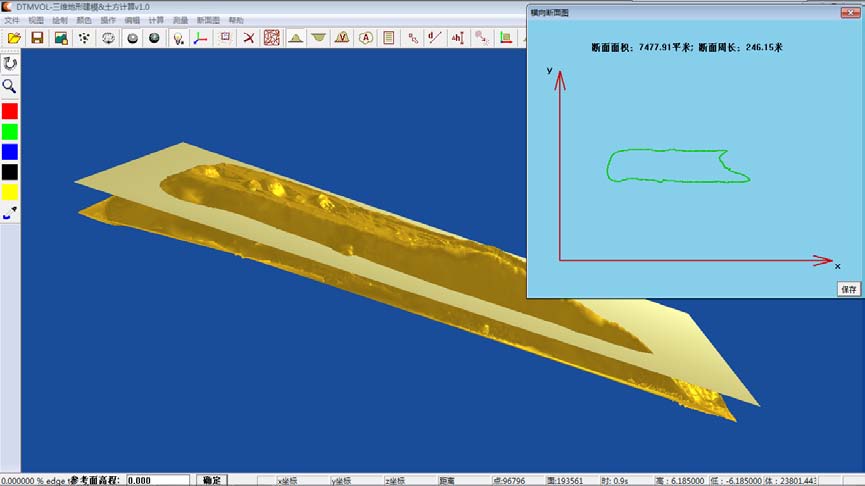 DTMVOL-三维地形建模&土方计算v1.0
文件 视图 绘制 颜色 操作 编辑 计算 测量 断面图 帮助
横向断面图
断面面积：7477.91平米；断面周长：246.15米
y
x
保存
0.000000 % edge t 参考面高程： 0.000 确定 x坐标 y坐标 z坐标 距离 点:96796 面:193561 时: 0.9s 高：6.185000 低：-6.185000 体：23801.443